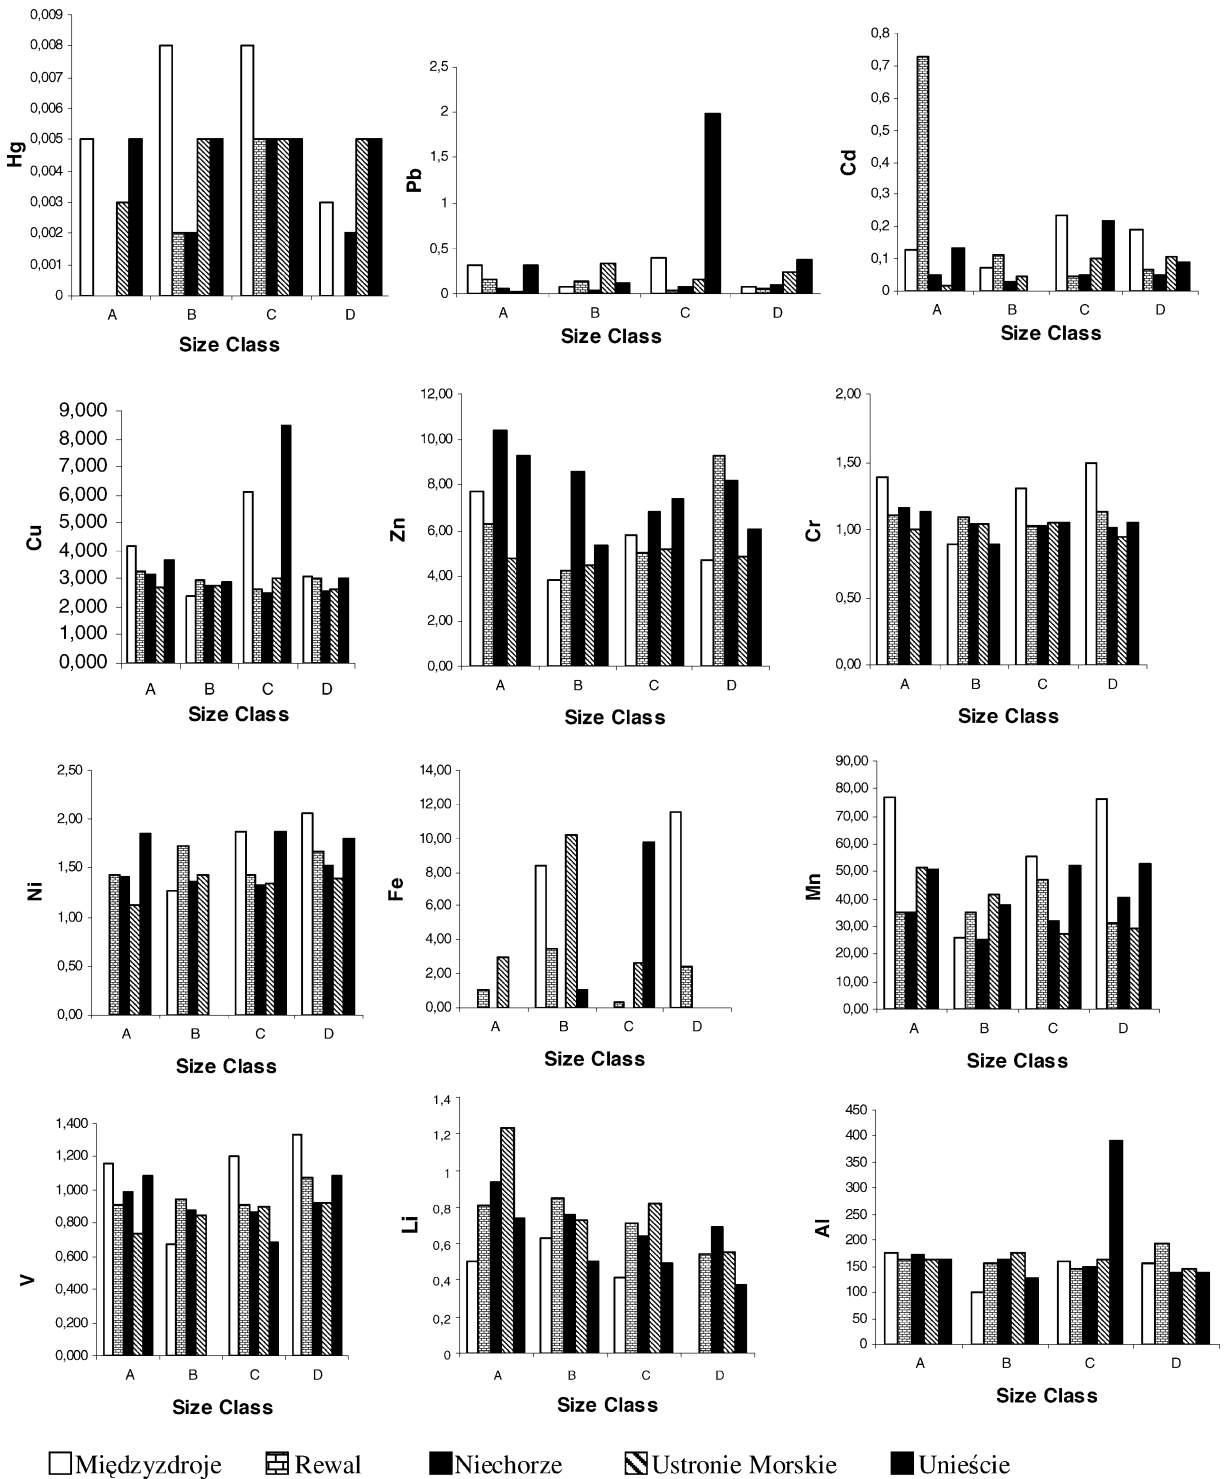 0,009
0,008
0,007
0,006
0,005
0,004
0,003
0,002
0,001
0
Hg
A B C D
Size Class
2,5
2
1,5
1
0,5
0
Pb
A B C D
Size Class
0,8
0,7
0,6
0,5
0,4
0,3
0,2
0,1
0
Cd
A B C D
Size Class
9,000
8,000
7,000
6,000
5,000
4,000
3,000
2,000
1,000
0,000
Cu
A B C D
Size Class
12,00
10,00
8,00
6,00
4,00
2,00
0,00
Zn
A B C D
Size Class
2,00
1,50
1,00
0,50
0,00
Cr
A B C D
Size Class
2,50
2,00
1,50
1,00
0,50
0,00
Ni
A B C D
Size Class
14,00
12,00
10,00
8,00
6,00
4,00
2,00
0,00
Fe
A B C D
Size Class
90,00
80,00
70,00
60,00
50,00
40,00
30,00
20,00
10,00
0,00
Mn
A B C D
Size Class
1,400
1,200
1,000
0,800
0,600
0,400
0,200
0,000
V
A B C D
Size Class
1,4
1,2
1
0,8
0,6
0,4
0,2
0
Li
A B C D
Size Class
450
400
350
300
250
200
150
100
50
0
Al
A B C D
Size Class
Międzyzdroje Rewal Niechorze Ustronie Morskie Unieście